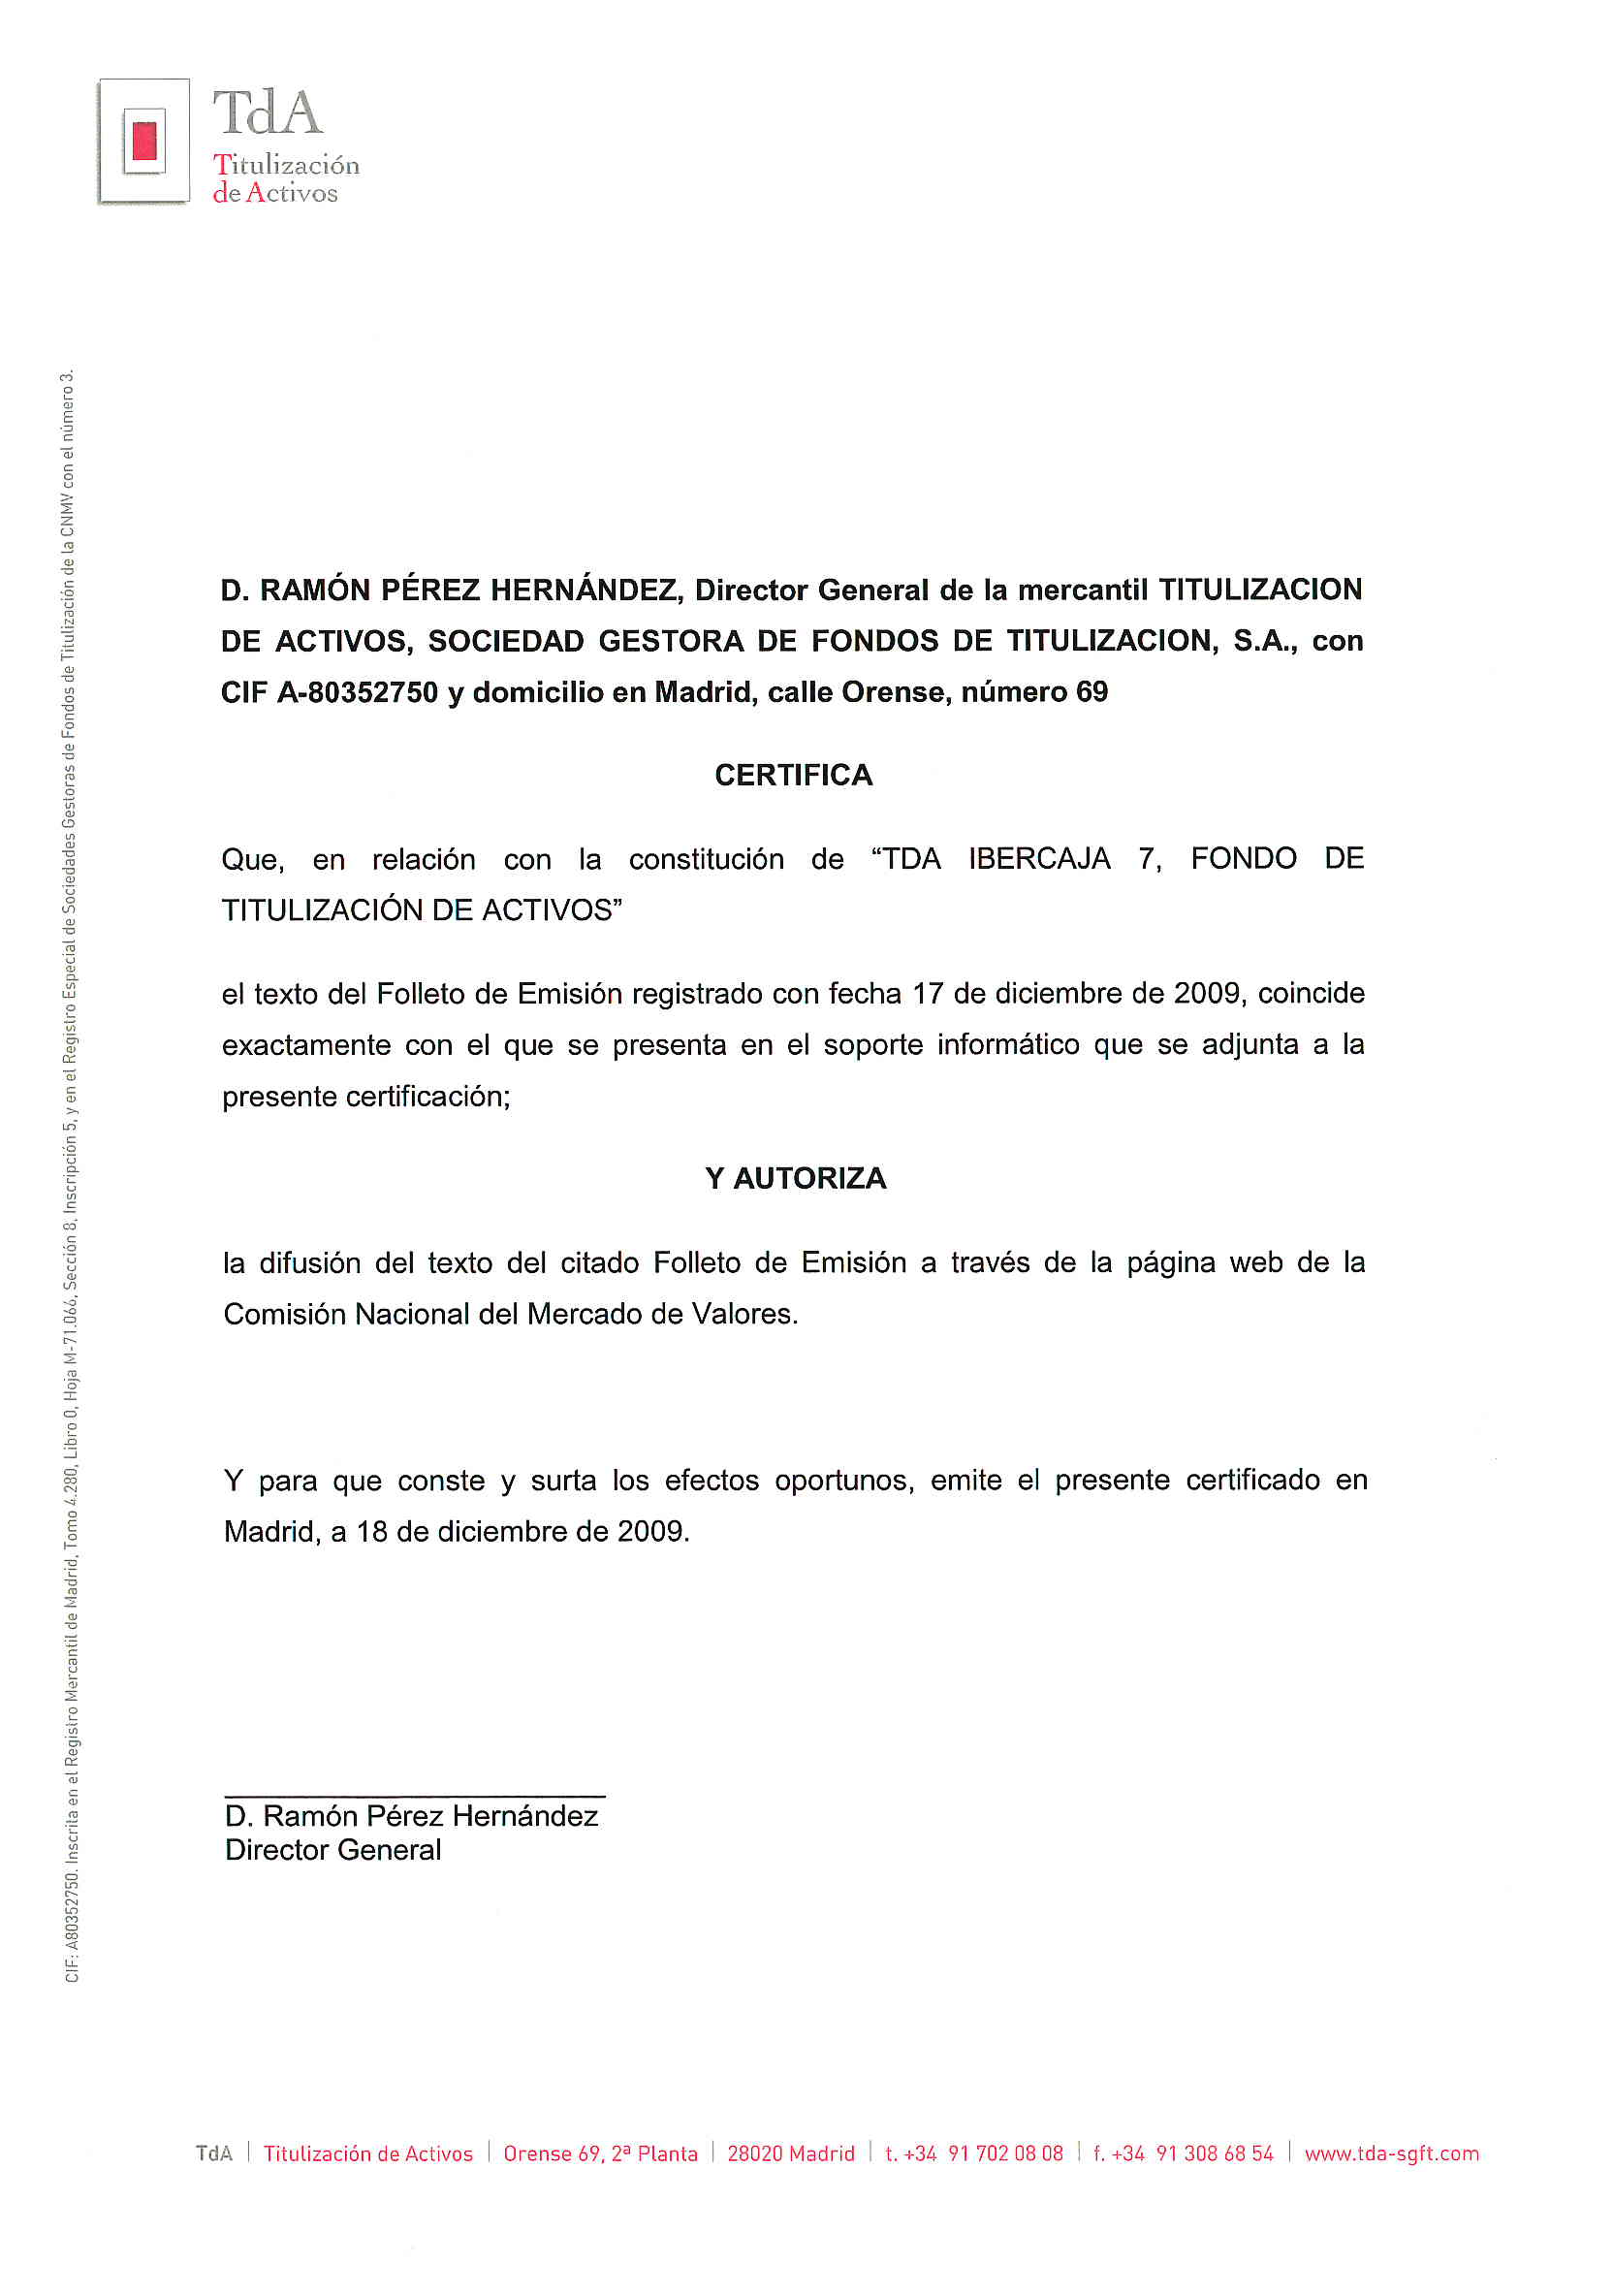 TdA
Titulización
de Activos
CIF: A80352750. Inscrita en el Registro Mercantil de Madrid, Tomo 4.280, Libro 0, Hoja M-71.066, Sección 8, Inscripción 5, y en el Registro Especial de Sociedades Gestoras de Fondos de Titulización de la CNMV con el número 3.
D. RAMÓN PÉREZ HERNÁNDEZ, Director General de la mercantil TITULIZACION
DE ACTIVOS, SOCIEDAD GESTORA DE FONDOS DE TITULIZACION, S.A., con
CIF A-80352750 y domicilio en Madrid, calle Orense, número 69
CERTIFICA
Que, en relación con la constitución de “TDA IBERCAJA 7, FONDO DE
TITULIZACIÓN DE ACTIVOS”
el texto del Folleto de Emisión registrado con fecha 17 de diciembre de 2009, coincide
exactamente con el que se presenta en el soporte informático que se adjunta a la
presente certificación;
Y AUTORIZA
la difusión del texto del citado Folleto de Emisión a través de la página web de la
Comisión Nacional del Mercado de Valores.
Y para que conste y surta los efectos oportunos, emite el presente certificado en
Madrid, a 18 de diciembre de 2009.
D. Ramón Pérez Hernández
Director General
TdA | Titulización de Activos | Orense 69, 2ª Planta | 28020 Madrid | t. +34 91 702 08 08 | f. +34 91 308 68 54 | www.tda-sgft.com